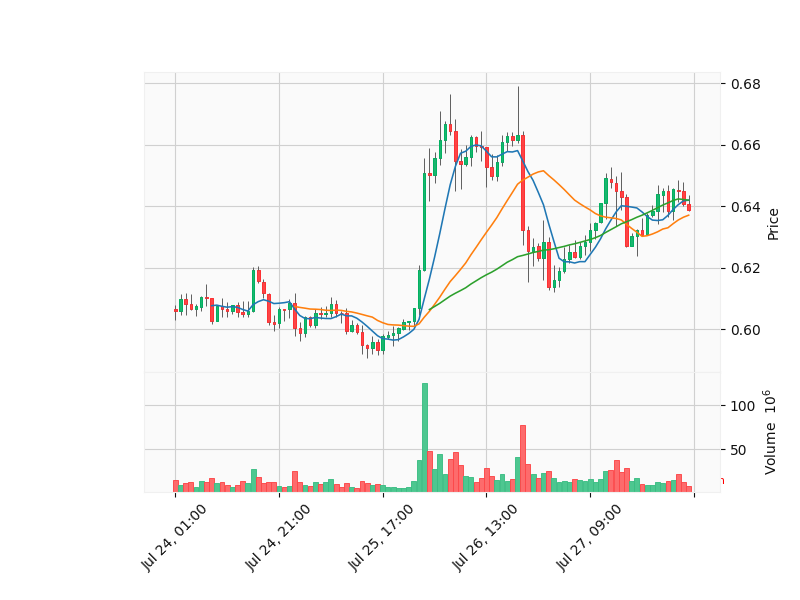 0.68
0.66
0.64
0.62
0.60
Price
100
50
Volume 10^6
Jul 24, 01:00
Jul 24, 21:00
Jul 25, 17:00
Jul 26, 13:00
Jul 27, 09:00